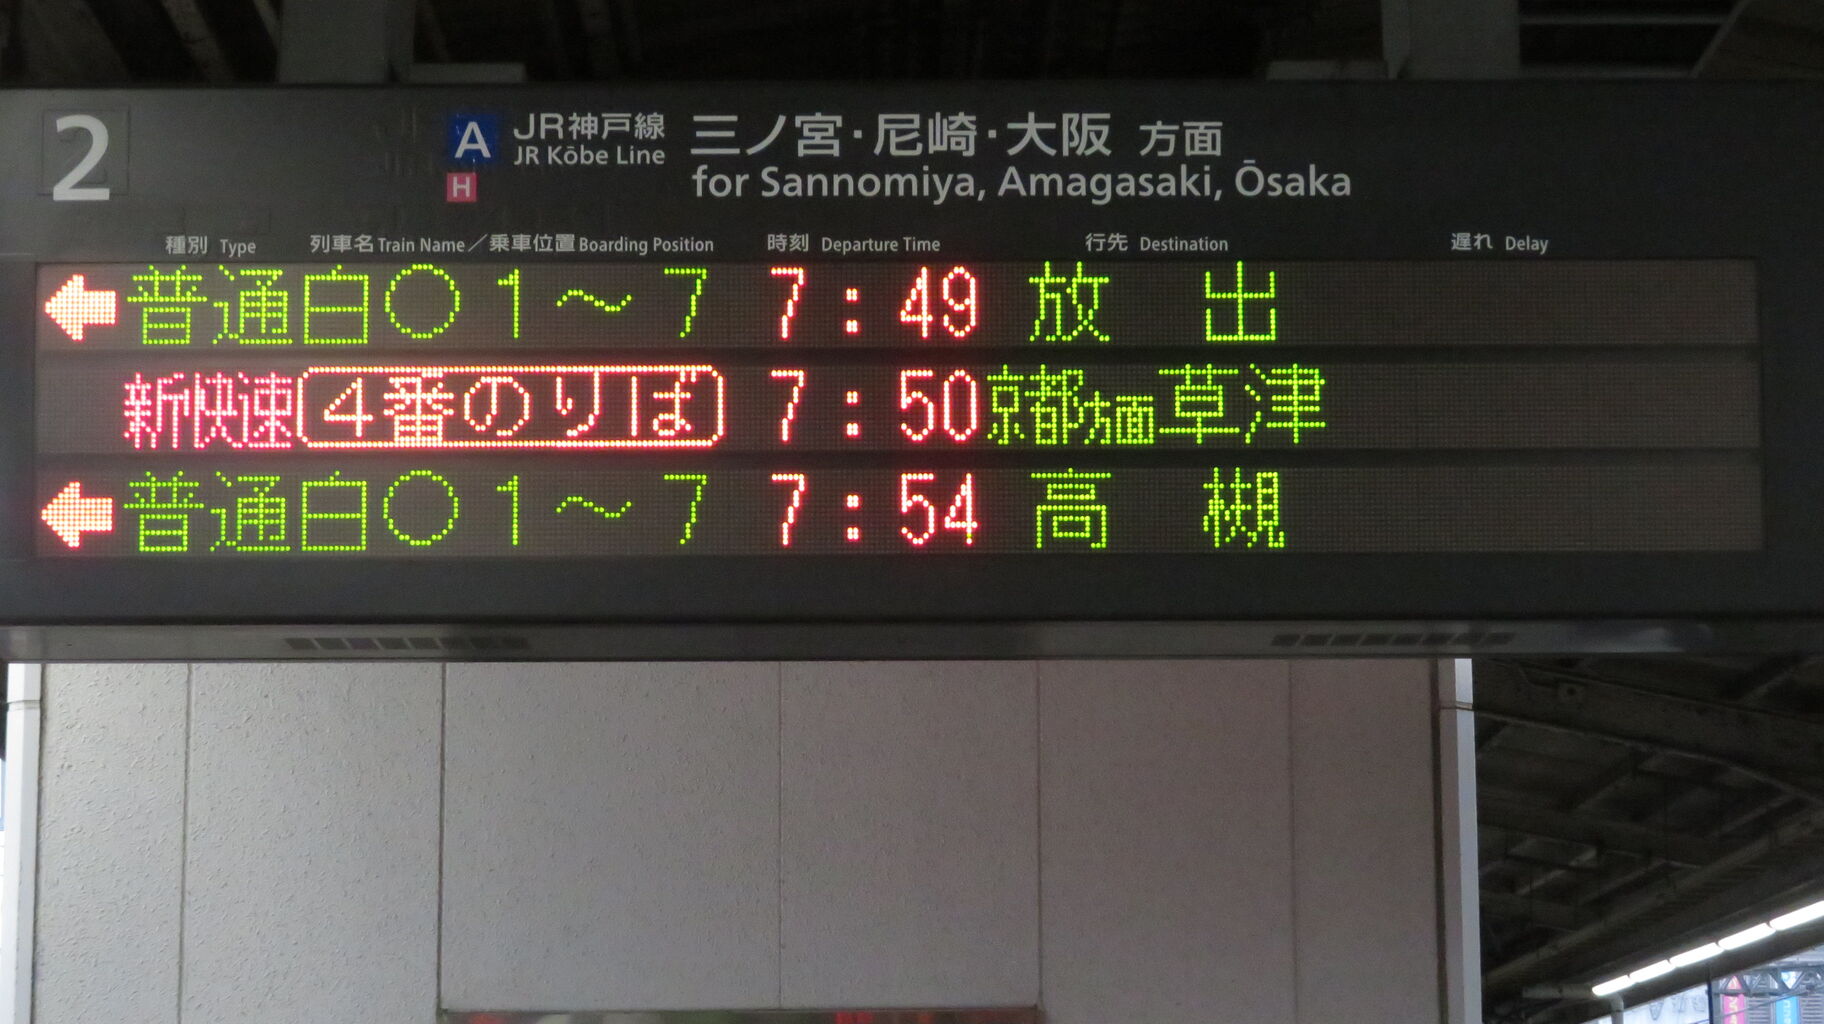 2
A JR神戸線 三ノ宮・尼崎・大阪 方面
H JR Kōbe Line for Sannomiya, Amagasaki, Ōsaka
種別 Type 列車名 Train Name／乗車位置 Boarding Position 時刻 Departure Time 行先 Destination 遅れ Delay
← 普通 白○ 1～7 7:49 放出
新快速 4番のりば 7:50 京都方面草津
← 普通 白○ 1～7 7:54 高槻